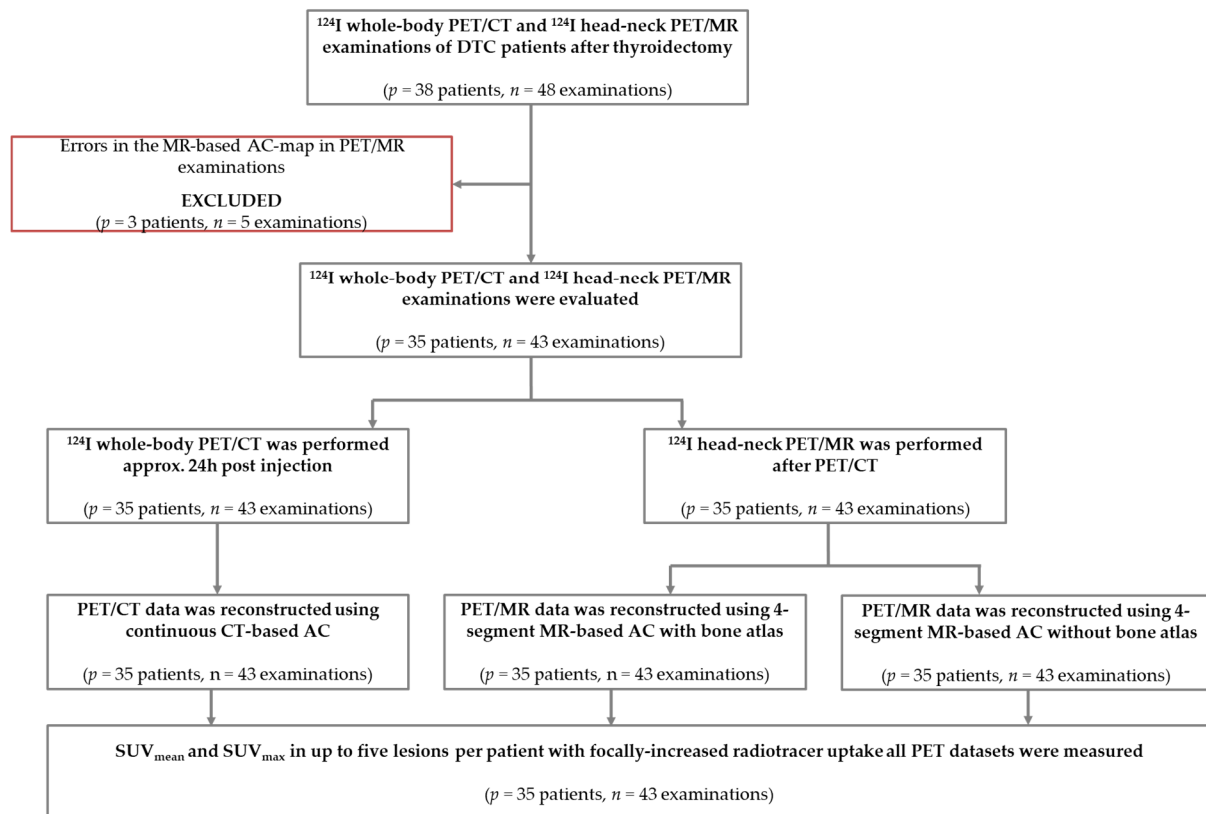 ¹²⁴I whole-body PET/CT and ¹²⁴I head-neck PET/MR
examinations of DTC patients after thyroidectomy
(p = 38 patients, n = 48 examinations)
Errors in the MR-based AC-map in PET/MR
examinations
EXCLUDED
(p = 3 patients, n = 5 examinations)
¹²⁴I whole-body PET/CT and ¹²⁴I head-neck PET/MR
examinations were evaluated
(p = 35 patients, n = 43 examinations)
¹²⁴I whole-body PET/CT was performed
approx. 24h post injection
(p = 35 patients, n = 43 examinations)
¹²⁴I head-neck PET/MR was performed
after PET/CT
(p = 35 patients, n = 43 examinations)
PET/CT data was reconstructed using
continuous CT-based AC
(p = 35 patients, n = 43 examinations)
PET/MR data was reconstructed using 4-
segment MR-based AC with bone atlas
(p = 35 patients, n = 43 examinations)
PET/MR data was reconstructed using 4-
segment MR-based AC without bone atlas
(p = 35 patients, n = 43 examinations)
SUVmean and SUVmax in up to five lesions per patient with focally-increased radiotracer uptake all PET datasets were measured
(p = 35 patients, n = 43 examinations)